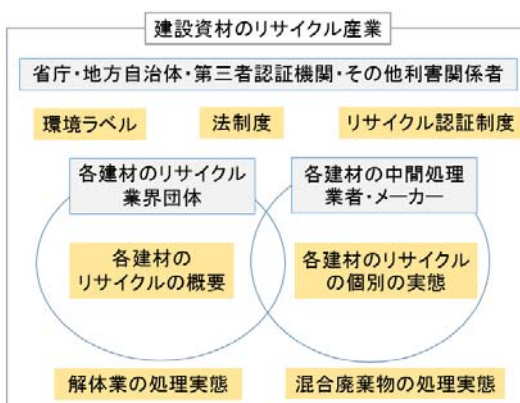 建設資材のリサイクル産業
省庁・地方自治体・第三者認証機関・その他利害関係者
環境ラベル
法制度
リサイクル認証制度
各建材のリサイクル
業界団体
各建材の中間処理
業者・メーカー
各建材の
リサイクルの概要
各建材のリサイクル
の個別の実態
解体業の処理実態
混合廃棄物の処理実態